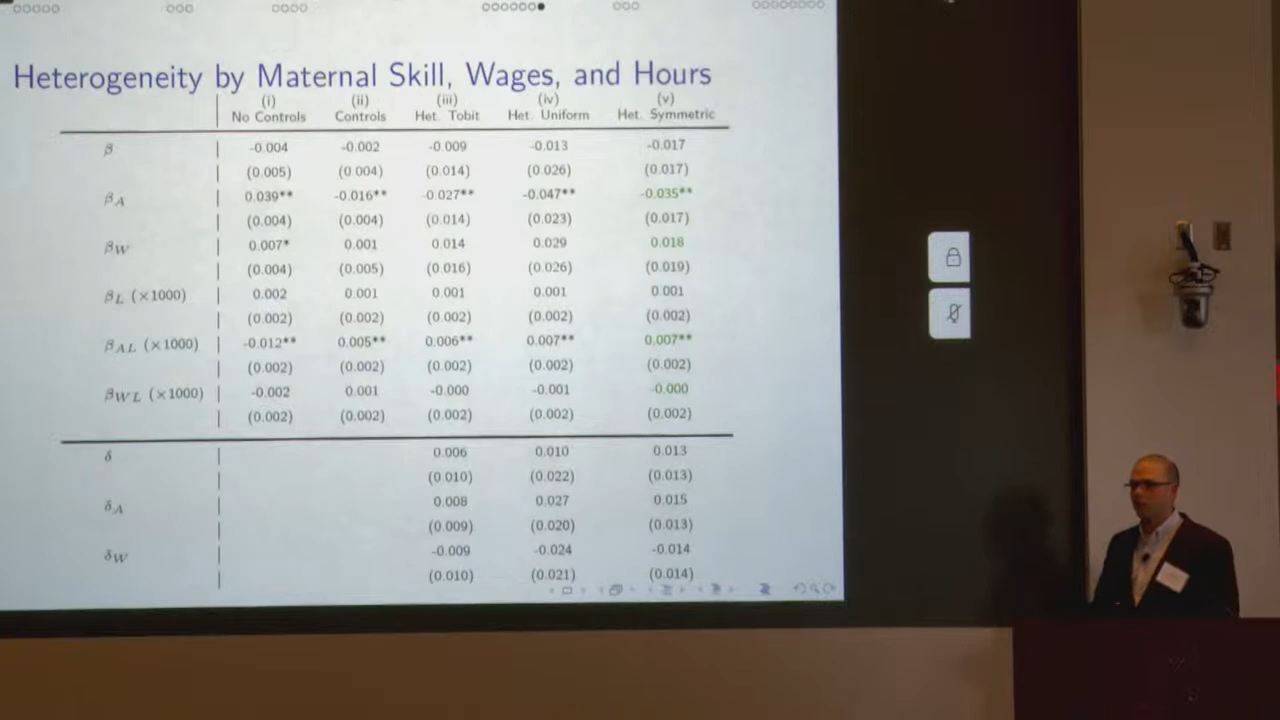 Heterogeneity by Maternal Skill, Wages, and Hours
(i) (ii) (iii) (iv) (v)
No Controls Controls Het. Tobit Het. Uniform Het. Symmetric
β -0.004 -0.002 -0.009 -0.013 -0.017
(0.005) (0.004) (0.014) (0.026) (0.017)
βA 0.039** -0.016** -0.027** -0.047** -0.035**
(0.004) (0.004) (0.014) (0.023) (0.017)
βW 0.007* 0.001 0.014 0.029 0.018
(0.004) (0.005) (0.016) (0.026) (0.019)
βL (×1000) 0.002 0.001 0.001 0.001 0.001
(0.002) (0.002) (0.002) (0.002) (0.002)
βAL (×1000) -0.012** 0.005** 0.006** 0.007** 0.007**
(0.002) (0.002) (0.002) (0.002) (0.002)
βWL (×1000) -0.002 0.001 -0.000 -0.001 -0.000
(0.002) (0.002) (0.002) (0.002) (0.002)
δ 0.006 0.010 0.013
(0.010) (0.022) (0.013)
δA 0.008 0.027 0.015
(0.009) (0.020) (0.013)
δW -0.009 -0.024 -0.014
(0.010) (0.021) (0.014)